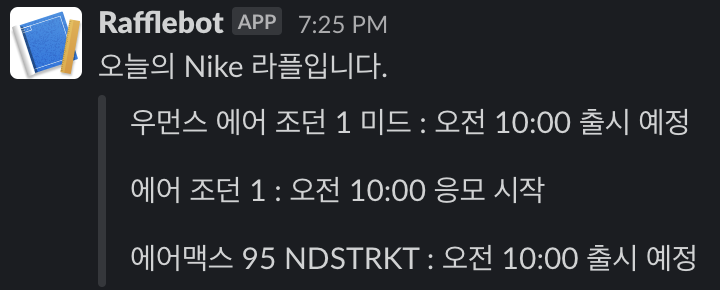 Rafflebot APP 7:25 PM
오늘의 Nike 라플입니다.
우먼스 에어 조던 1 미드 : 오전 10:00 출시 예정
에어 조던 1 : 오전 10:00 응모 시작
에어맥스 95 NDSTRKT : 오전 10:00 출시 예정